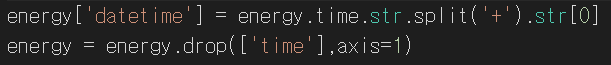 energy['datetime'] = energy.time.str.split('+').str[0]
energy = energy.drop(['time'],axis=1)